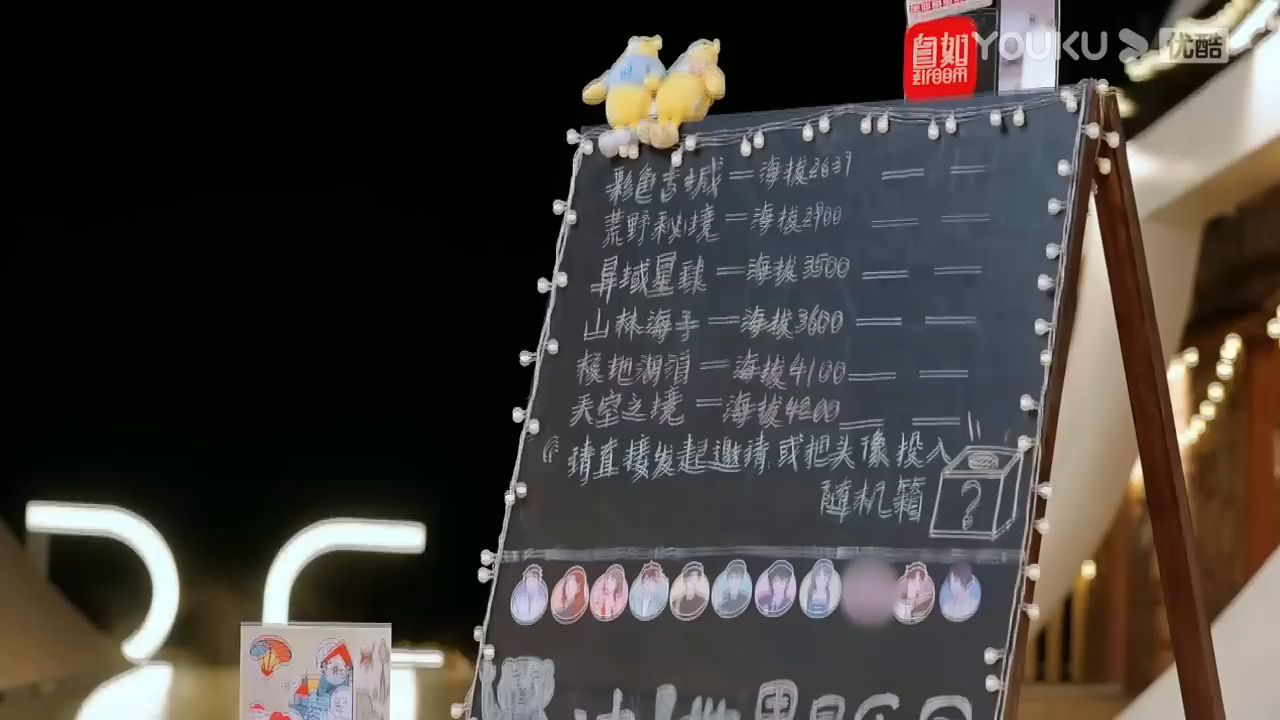 自如
ZIROOM
YOUKU 优酷
彩色古城 — 海拔2637
荒野秘境 — 海拔2900
异域星球 — 海拔3500
山林海子 — 海拔3600
极地湖泪 — 海拔4100
天空之境 — 海拔4200
请直接发起邀请或把头像投入
随机箱
?